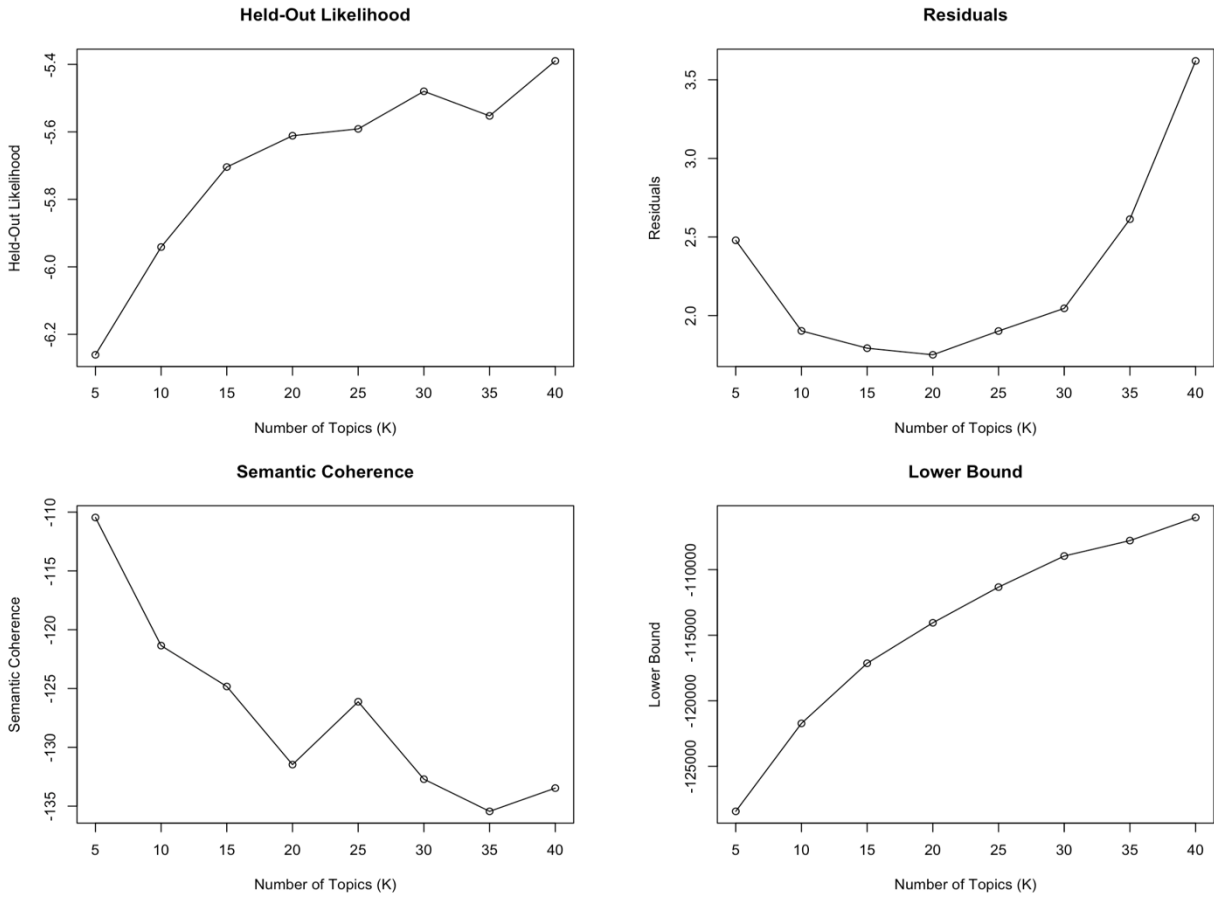 Held-Out Likelihood
Held-Out Likelihood
-5.4
-5.6
-5.8
-6.0
-6.2
5 10 15 20 25 30 35 40
Number of Topics (K)
Residuals
Residuals
3.5
3.0
2.5
2.0
5 10 15 20 25 30 35 40
Number of Topics (K)
Semantic Coherence
Semantic Coherence
-110
-115
-120
-125
-130
-135
5 10 15 20 25 30 35 40
Number of Topics (K)
Lower Bound
Lower Bound
-110000
-115000
-120000
-125000
5 10 15 20 25 30 35 40
Number of Topics (K)